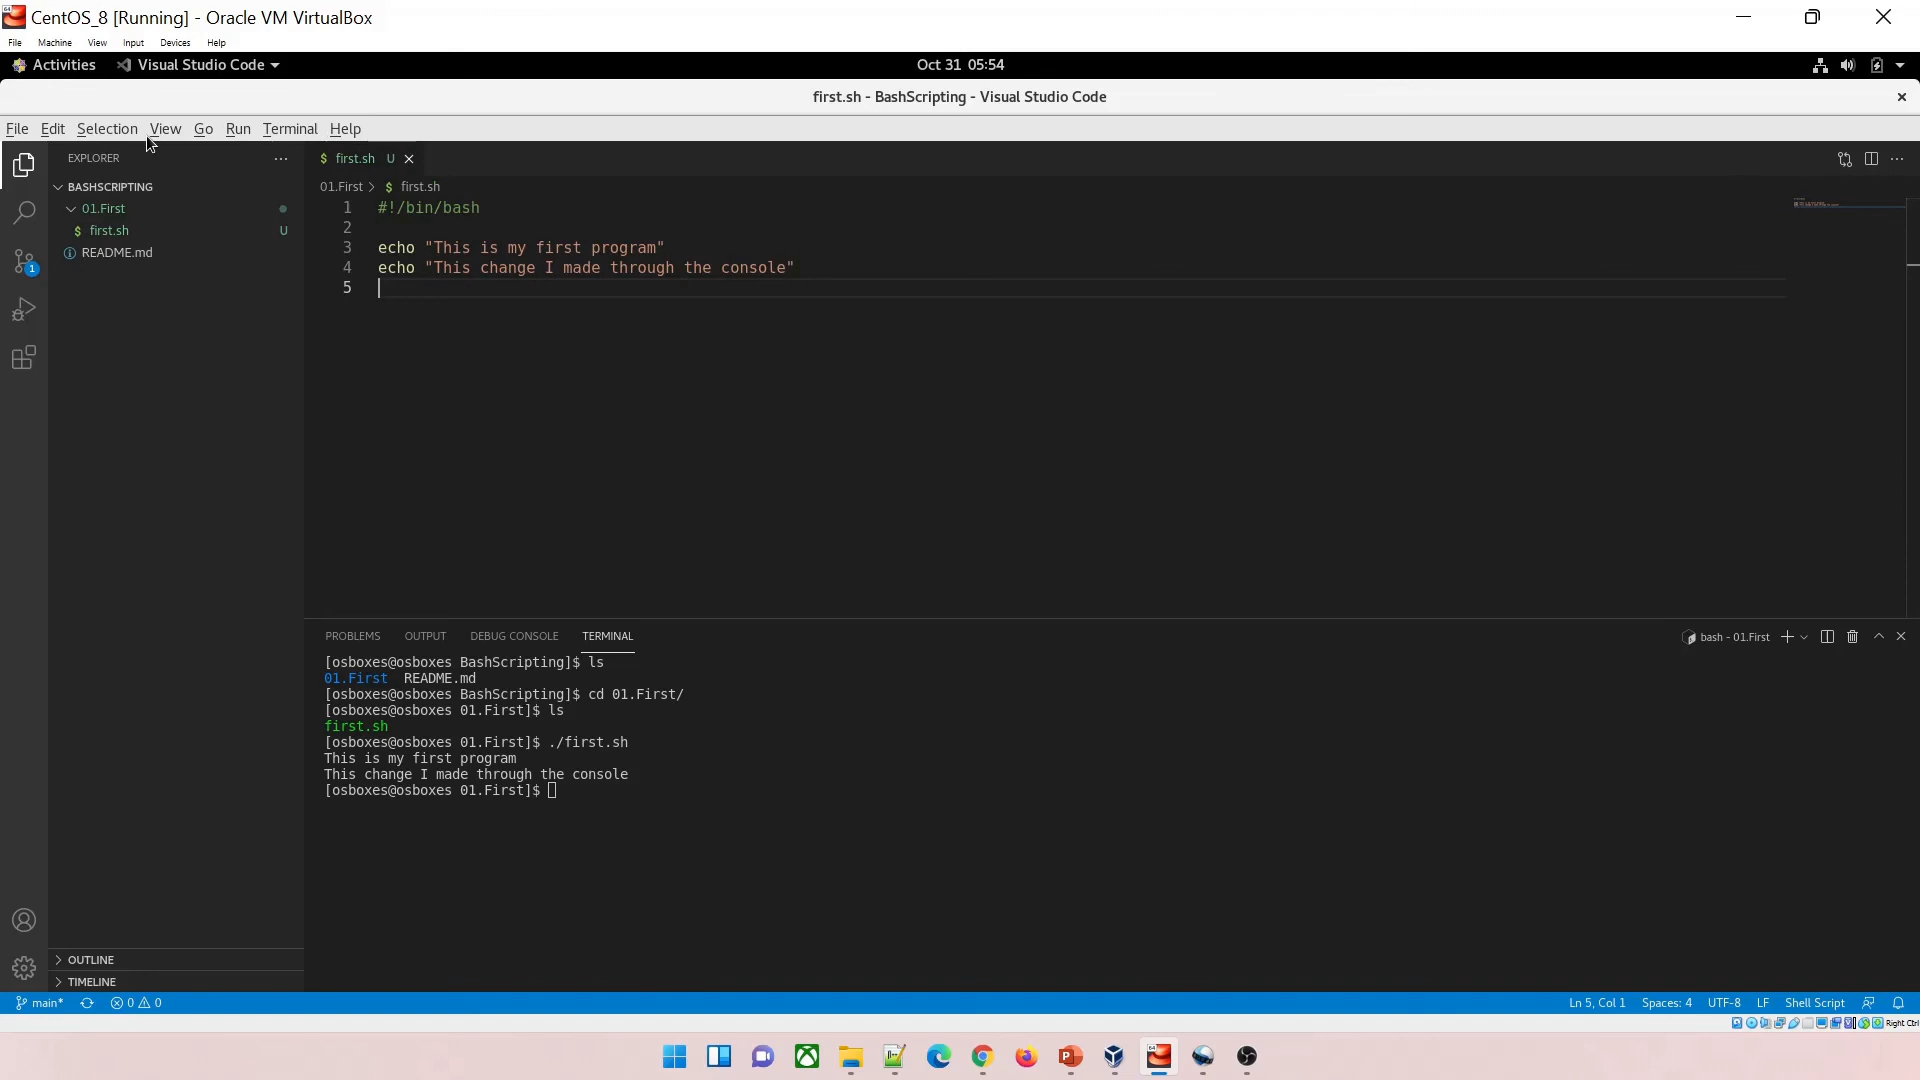 CentOS_8 [Running] - Oracle VM VirtualBox
File Machine View Input Devices Help
Activities Visual Studio Code Oct 31 05:54
first.sh - BashScripting - Visual Studio Code
File Edit Selection View Go Run Terminal Help
EXPLORER
BASHSCRIPTING
01.First
$ first.sh U
README.md
1
$ first.sh U
01.First > $ first.sh
1 #!/bin/bash
2
3 echo "This is my first program"
4 echo "This change I made through the console"
5
PROBLEMS OUTPUT DEBUG CONSOLE TERMINAL
bash - 01.First
[osboxes@osboxes BashScripting]$ ls
01.First README.md
[osboxes@osboxes BashScripting]$ cd 01.First/
[osboxes@osboxes 01.First]$ ls
first.sh
[osboxes@osboxes 01.First]$ ./first.sh
This is my first program
This change I made through the console
[osboxes@osboxes 01.First]$
OUTLINE
TIMELINE
main* 0 0 Ln 5, Col 1 Spaces: 4 UTF-8 LF Shell Script
Right Ctrl